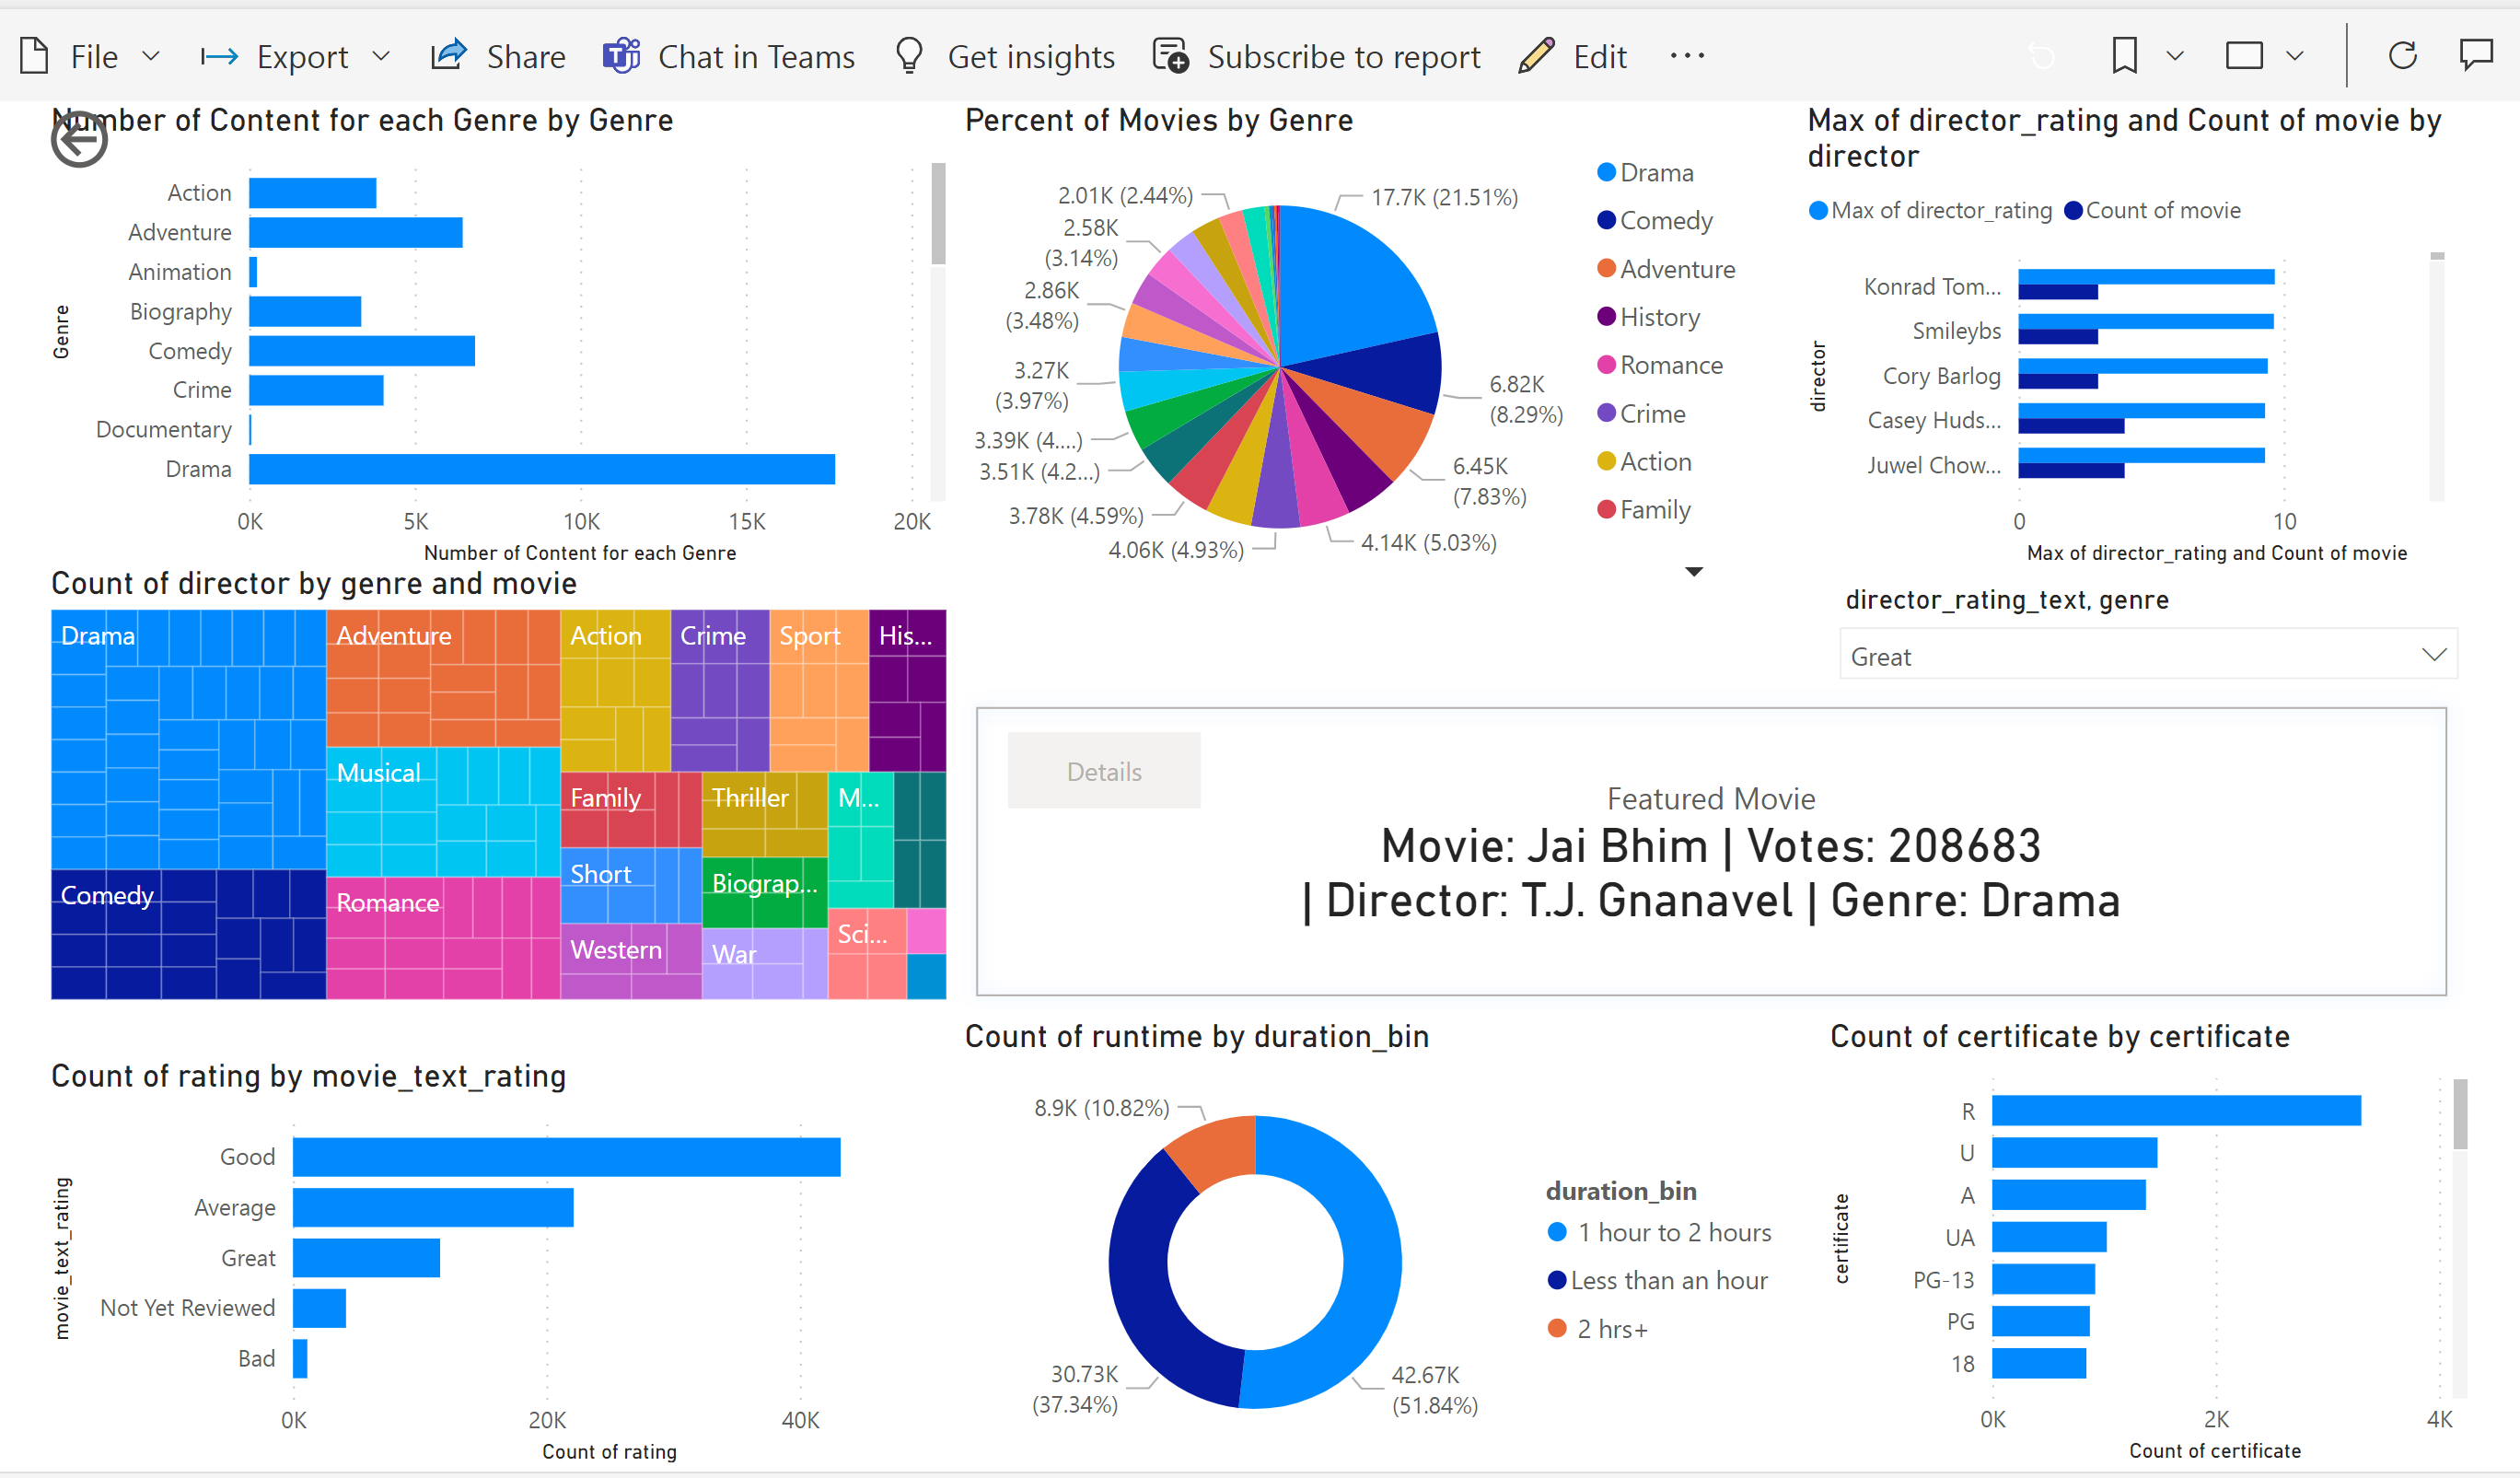 File
Export
Share
Chat in Teams
Get insights
Subscribe to report
Edit
Number of Content for each Genre by Genre
Genre
Action
Adventure
Animation
Biography
Comedy
Crime
Documentary
Drama
0K
5K
10K
15K
20K
Number of Content for each Genre
Percent of Movies by Genre
2.01K (2.44%)
2.58K
(3.14%)
2.86K
(3.48%)
3.27K
(3.97%)
3.39K (4....)
3.51K (4.2...)
3.78K (4.59%)
4.06K (4.93%)
17.7K (21.51%)
6.82K
(8.29%)
6.45K
(7.83%)
4.14K (5.03%)
Drama
Comedy
Adventure
History
Romance
Crime
Action
Family
Max of director_rating and Count of movie by
director
Max of director_rating
Count of movie
director
Konrad Tom...
Smileybs
Cory Barlog
Casey Huds...
Juwel Chow...
0
10
Max of director_rating and Count of movie
Count of director by genre and movie
Drama
Adventure
Action
Crime
Sport
His...
Musical
Family
Thriller
M...
Short
Biograp...
Comedy
Romance
Sci...
Western
War
director_rating_text, genre
Great
Details
Featured Movie
Movie: Jai Bhim | Votes: 208683
| Director: T.J. Gnanavel | Genre: Drama
Count of rating by movie_text_rating
movie_text_rating
Good
Average
Great
Not Yet Reviewed
Bad
0K
20K
40K
Count of rating
Count of runtime by duration_bin
8.9K (10.82%)
30.73K
(37.34%)
42.67K
(51.84%)
duration_bin
1 hour to 2 hours
Less than an hour
2 hrs+
Count of certificate by certificate
certificate
R
U
A
UA
PG-13
PG
18
0K
2K
4K
Count of certificate